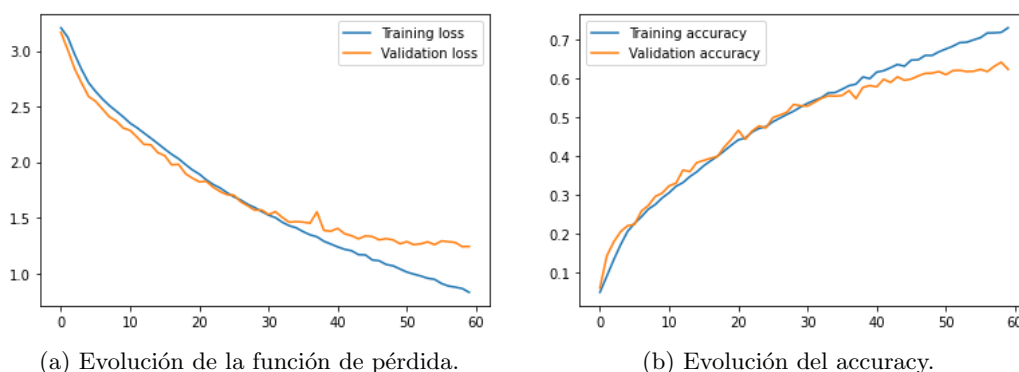 Training loss
Validation loss
3.0
2.5
2.0
1.5
1.0
0 10 20 30 40 50 60
(a) Evolución de la función de pérdida.
Training accuracy
Validation accuracy
0.7
0.6
0.5
0.4
0.3
0.2
0.1
0 10 20 30 40 50 60
(b) Evolución del accuracy.